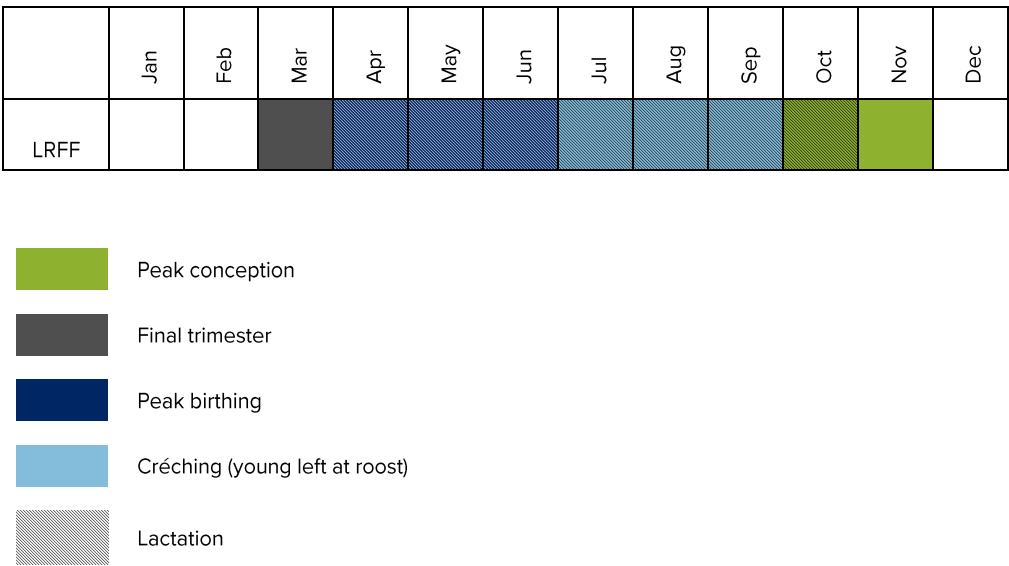 Jan Feb Mar Apr May Jun Jul Aug Sep Oct Nov Dec
LRFF
Peak conception
Final trimester
Peak birthing
Créching (young left at roost)
Lactation